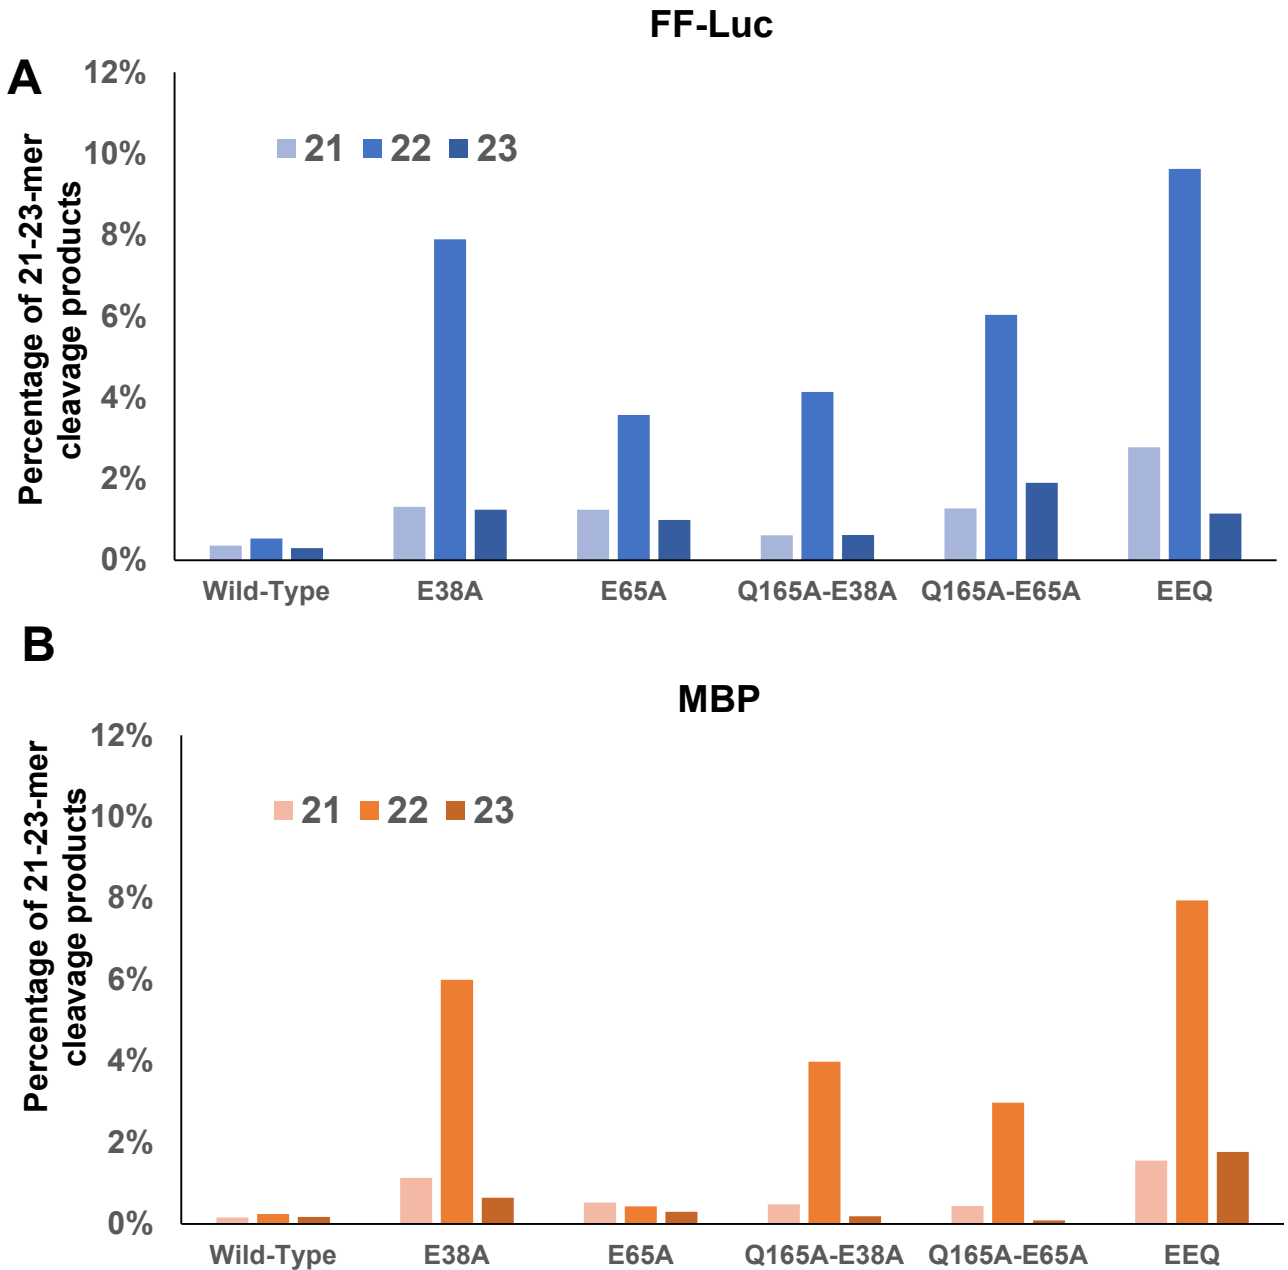 FF-Luc
A
Percentage of 21-23-mer
cleavage products
12%
10%
8%
6%
4%
2%
0%
21 22 23
Wild-Type E38A E65A Q165A-E38A Q165A-E65A EEQ
B
MBP
Percentage of 21-23-mer
cleavage products
12%
10%
8%
6%
4%
2%
0%
21 22 23
Wild-Type E38A E65A Q165A-E38A Q165A-E65A EEQ